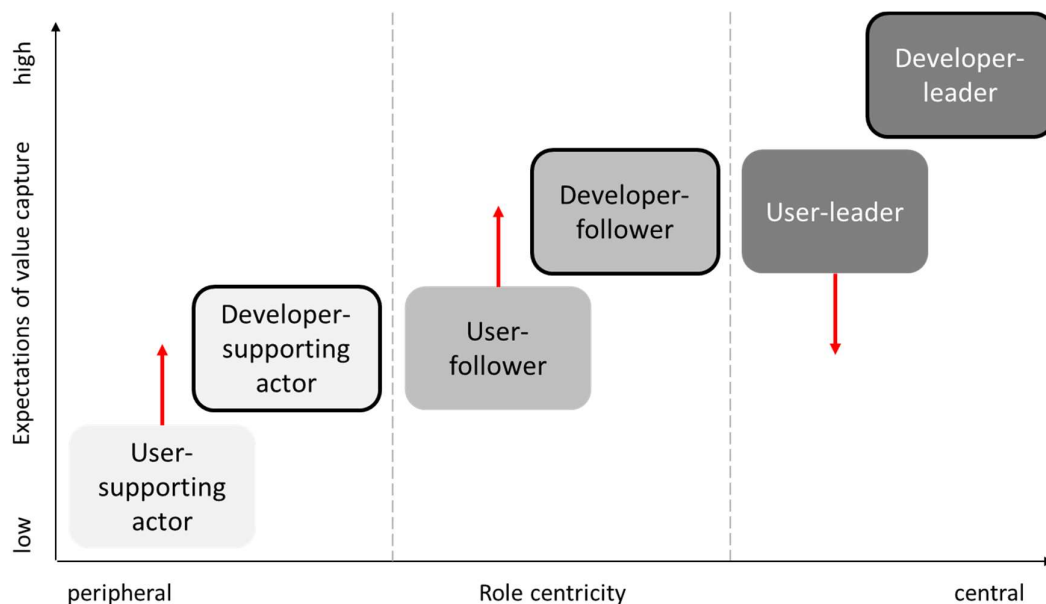 high
Expectations of value capture
low
Developer-
leader
Developer-
follower
User-leader
Developer-
supporting
actor
User-
follower
User-
supporting
actor
peripheral
Role centricity
central